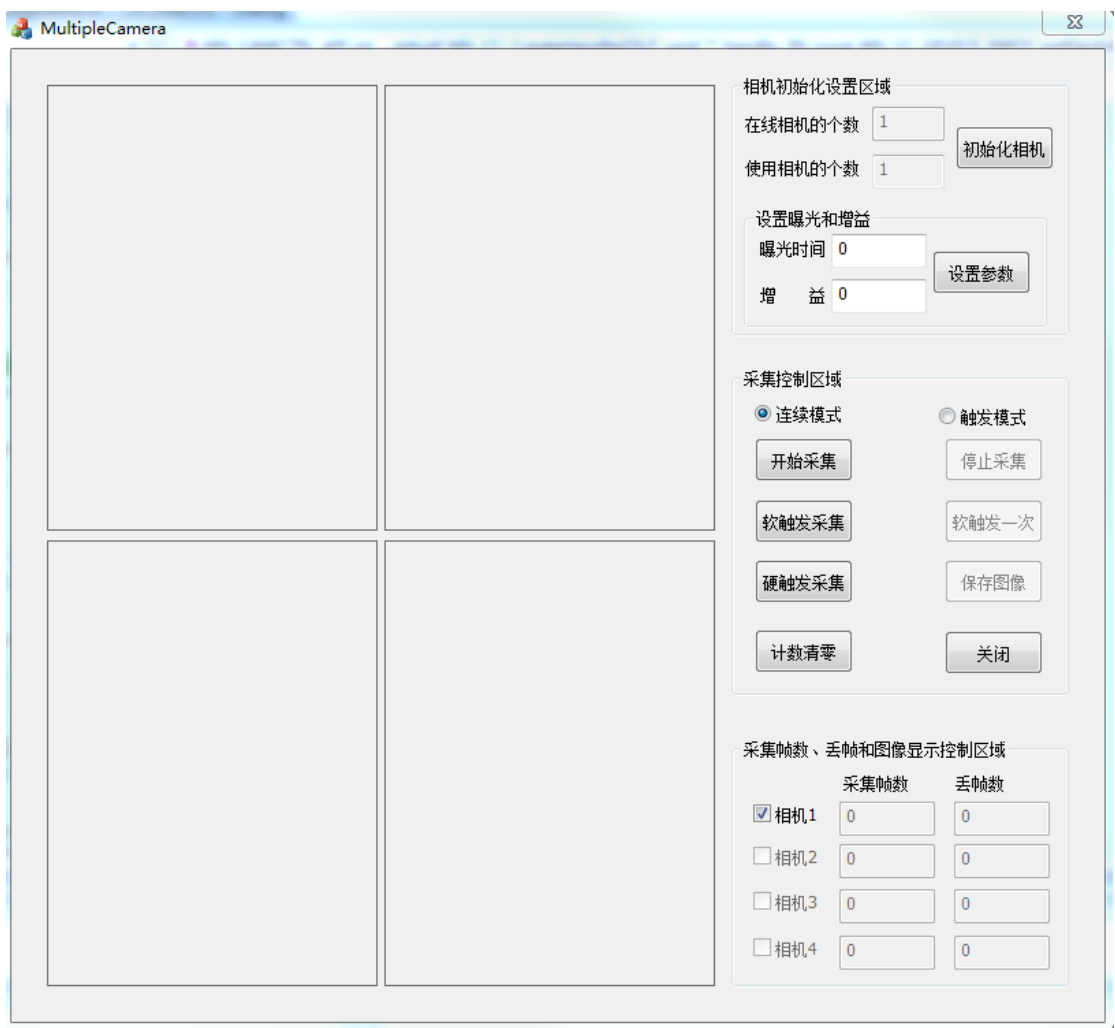 MultipleCamera
相机初始化设置区域
在线相机的个数 1
初始化相机
使用相机的个数 1
设置曝光和增益
曝光时间 0
设置参数
增 益 0
采集控制区域
连续模式 触发模式
开始采集 停止采集
软触发采集 软触发一次
硬触发采集 保存图像
计数清零 关闭
采集帧数、丢帧和图像显示控制区域
采集帧数 丢帧数
相机1 0 0
相机2 0 0
相机3 0 0
相机4 0 0